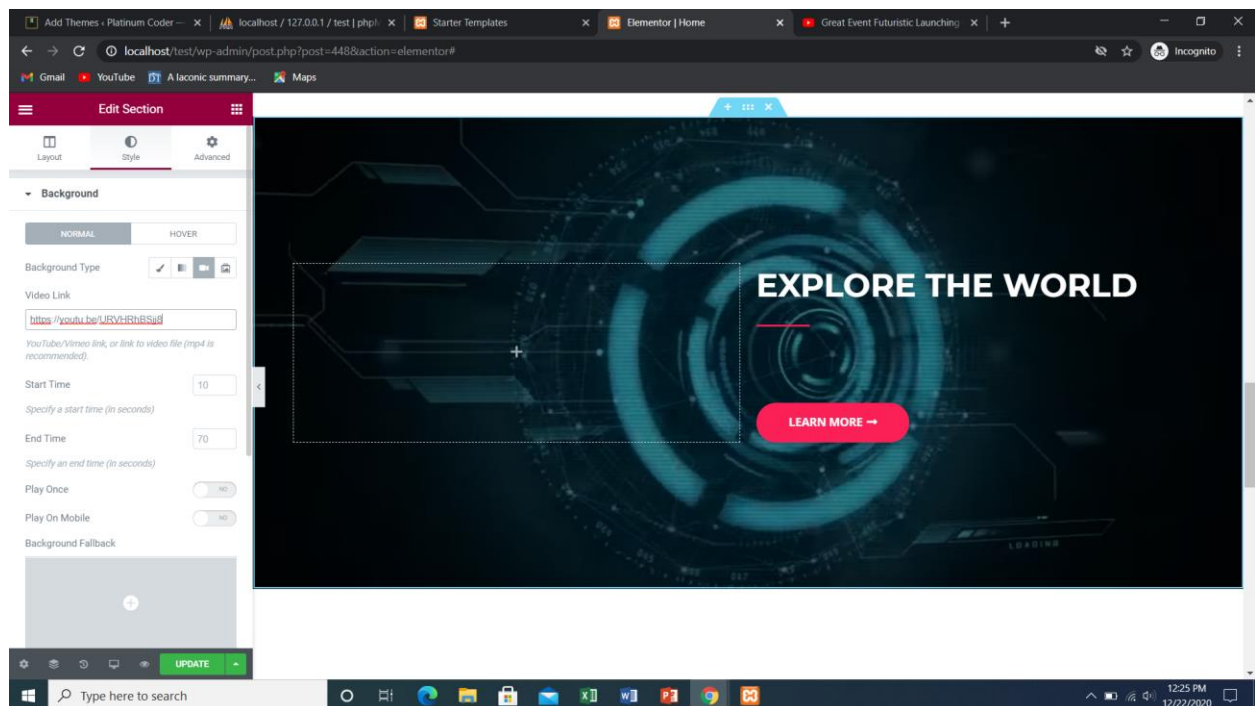 Add Themes ‹ Platinum Coder —
localhost / 127.0.0.1 / test | phpM
Starter Templates
Elementor | Home
Great Event Futuristic Launching
localhost/test/wp-admin/post.php?post=448&action=elementor#
Incognito
Gmail
YouTube
A laconic summary...
Maps
Edit Section
Layout
Style
Advanced
Background
NORMAL
HOVER
Background Type
Video Link
https://youtu.be/URVHRhBSjj8
YouTube/Vimeo link, or link to video file (mp4 is
recommended).
Start Time
10
Specify a start time (in seconds)
End Time
70
Specify an end time (in seconds)
Play Once
NO
Play On Mobile
NO
Background Fallback
UPDATE
EXPLORE THE WORLD
LEARN MORE →
LOADING
Type here to search
12:25 PM
12/22/2020